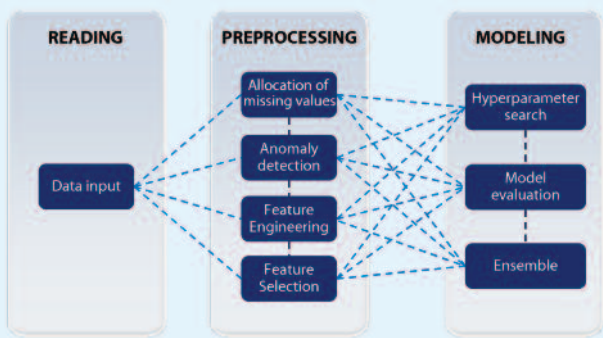 READING
Data input
PREPROCESSING
Allocation of
missing values
Anomaly
detection
Feature
Engineering
Feature
Selection
MODELING
Hyperparameter
search
Model
evaluation
Ensemble